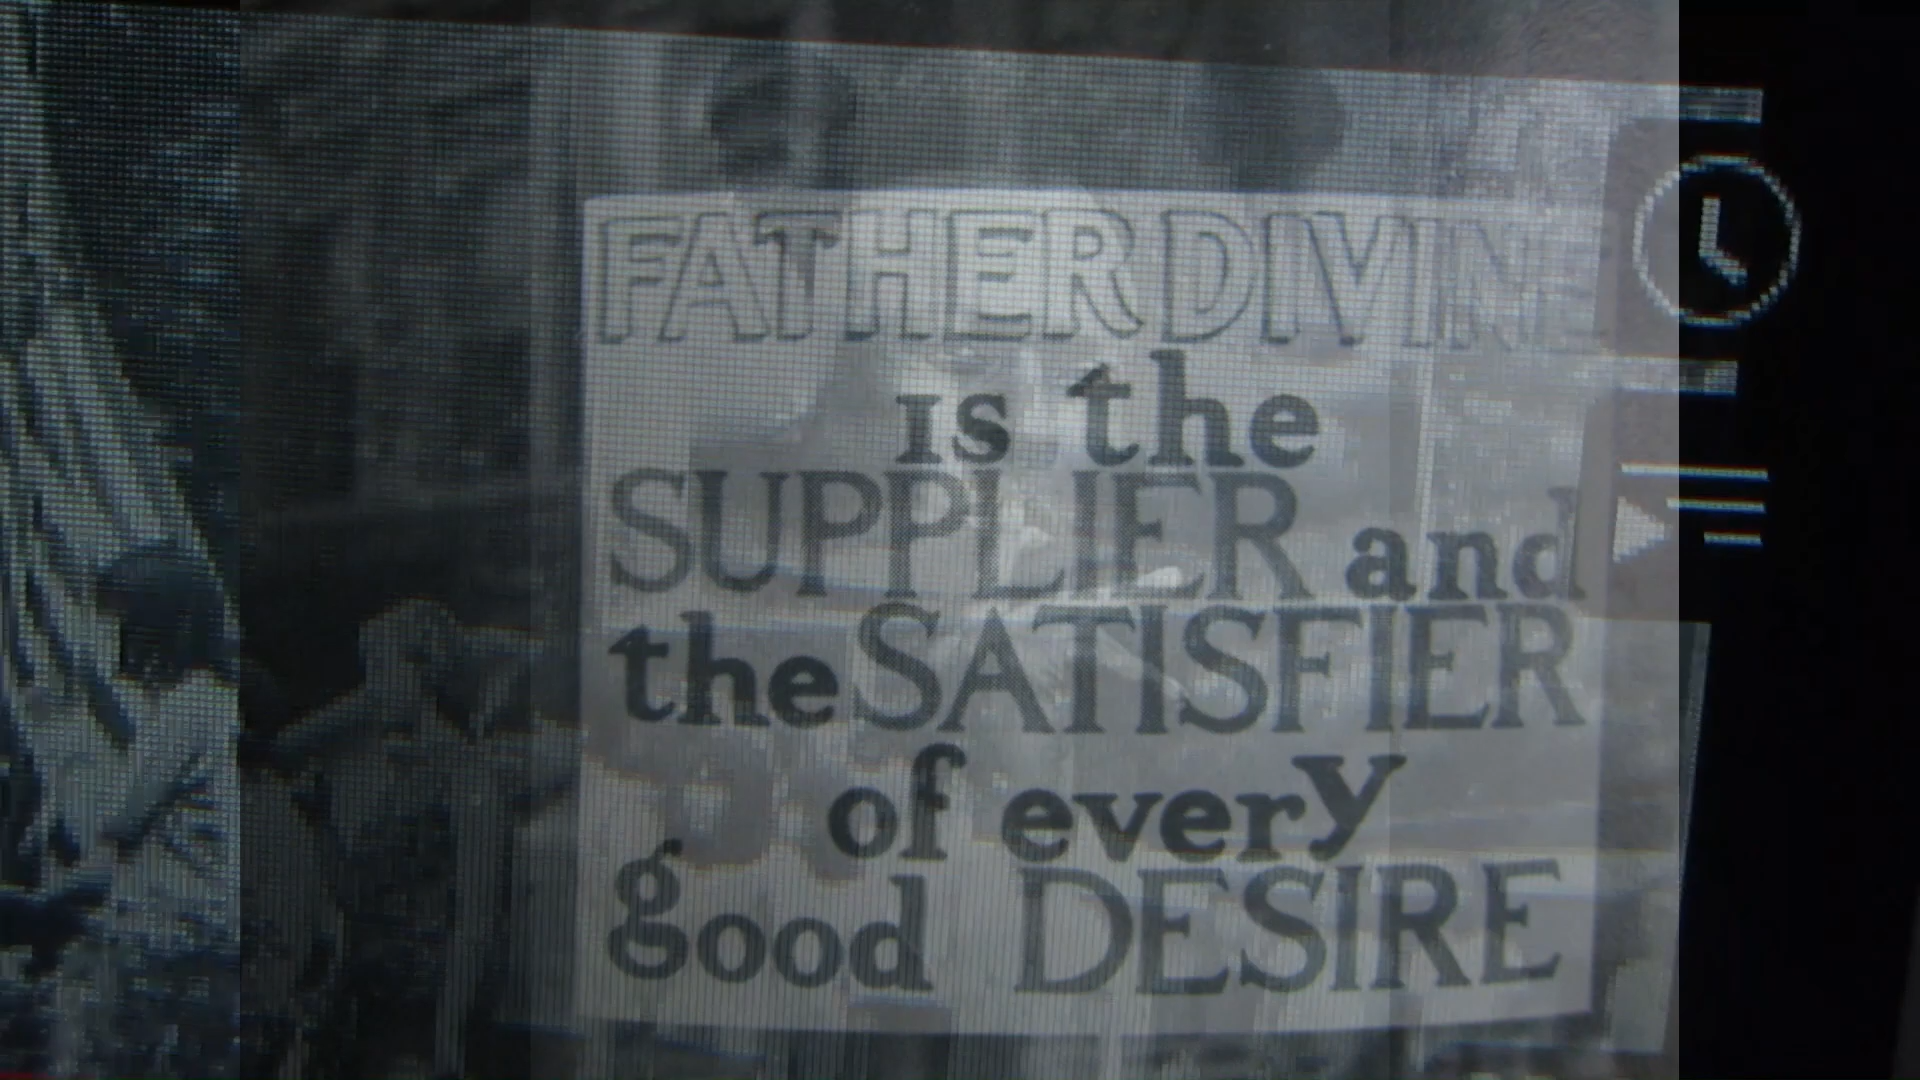 FATHER DIVINE
is the
SUPPLIER and
the SATISFIER
of every
good DESIRE